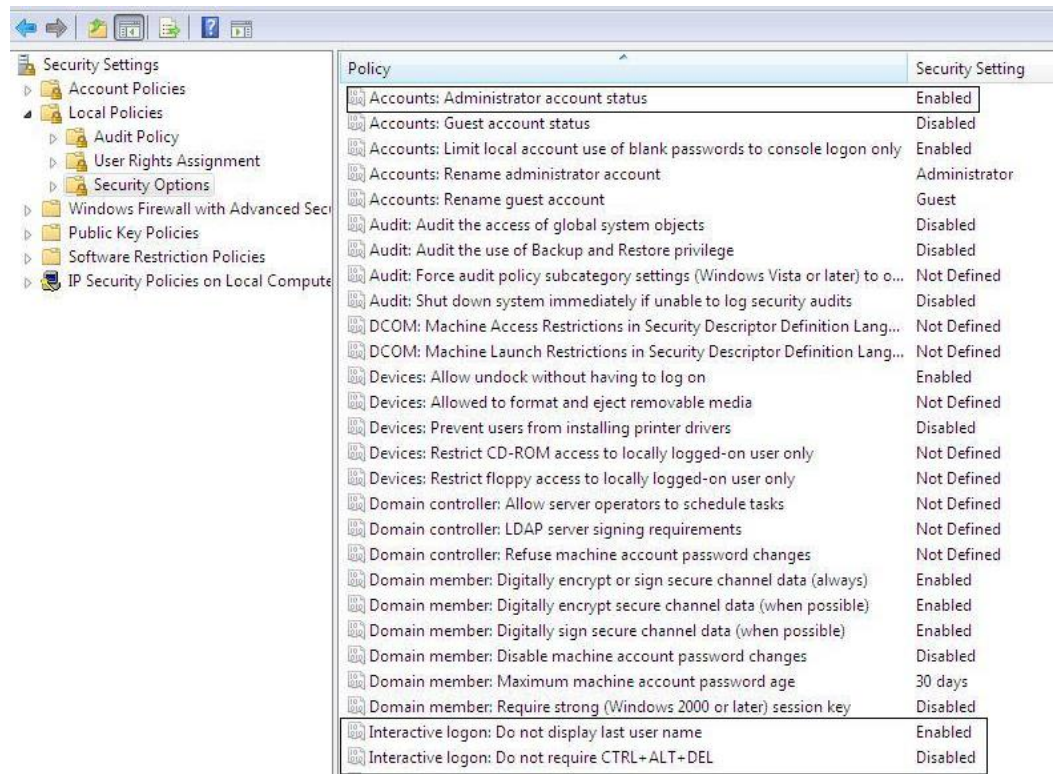 Security Settings
Account Policies
Local Policies
Audit Policy
User Rights Assignment
Security Options
Windows Firewall with Advanced Secu
Public Key Policies
Software Restriction Policies
IP Security Policies on Local Compute
Policy Security Setting
Accounts: Administrator account status Enabled
Accounts: Guest account status Disabled
Accounts: Limit local account use of blank passwords to console logon only Enabled
Accounts: Rename administrator account Administrator
Accounts: Rename guest account Guest
Audit: Audit the access of global system objects Disabled
Audit: Audit the use of Backup and Restore privilege Disabled
Audit: Force audit policy subcategory settings (Windows Vista or later) to o... Not Defined
Audit: Shut down system immediately if unable to log security audits Disabled
DCOM: Machine Access Restrictions in Security Descriptor Definition Lang... Not Defined
DCOM: Machine Launch Restrictions in Security Descriptor Definition Lang... Not Defined
Devices: Allow undock without having to log on Enabled
Devices: Allowed to format and eject removable media Not Defined
Devices: Prevent users from installing printer drivers Disabled
Devices: Restrict CD-ROM access to locally logged-on user only Not Defined
Devices: Restrict floppy access to locally logged-on user only Not Defined
Domain controller: Allow server operators to schedule tasks Not Defined
Domain controller: LDAP server signing requirements Not Defined
Domain controller: Refuse machine account password changes Not Defined
Domain member: Digitally encrypt or sign secure channel data (always) Enabled
Domain member: Digitally encrypt secure channel data (when possible) Enabled
Domain member: Digitally sign secure channel data (when possible) Enabled
Domain member: Disable machine account password changes Disabled
Domain member: Maximum machine account password age 30 days
Domain member: Require strong (Windows 2000 or later) session key Disabled
Interactive logon: Do not display last user name Enabled
Interactive logon: Do not require CTRL+ALT+DEL Disabled